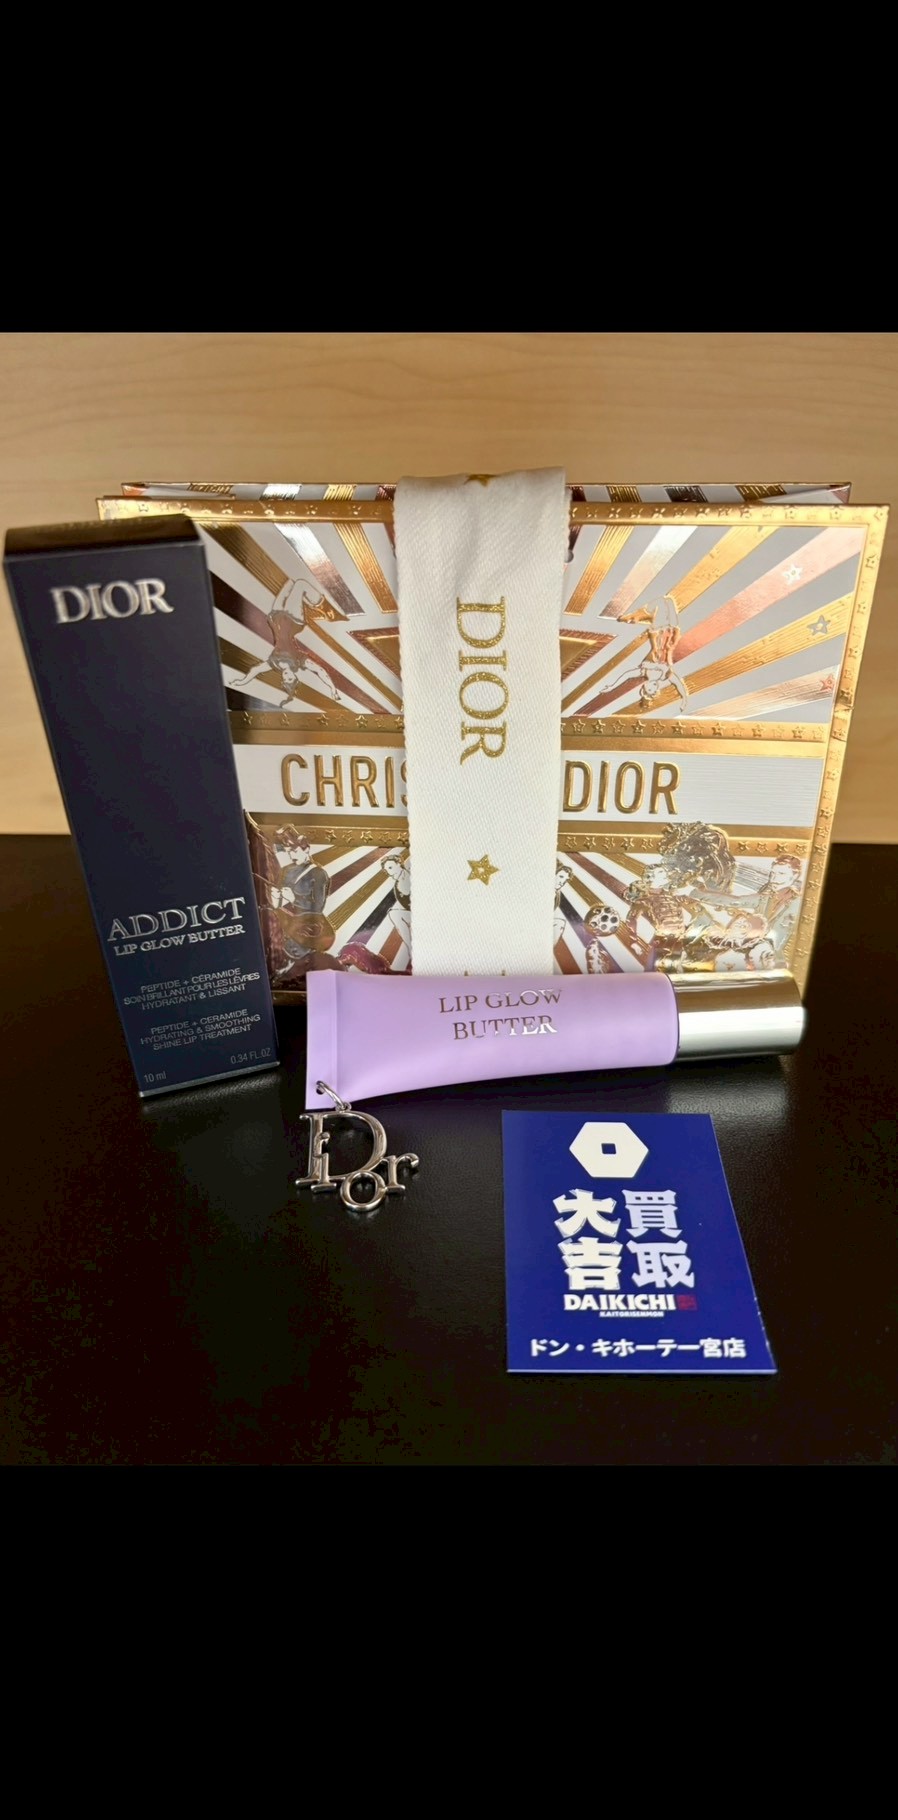 DIOR
ADDICT
LIP GLOW BUTTER
PEPTIDE + CÉRAMIDE
SOIN BRILLANT POUR LES LÈVRES
HYDRATANT & LISSANT
PEPTIDE + CERAMIDE
HYDRATING & SMOOTHING
SHINE LIP TREATMENT
10 ml 0.34 FL.OZ
DIOR
CHRIS DIOR
LIP GLOW
BUTTER
Dior
買取
大吉
DAIKICHI
KAITORISENMON
ドン・キホーテ一宮店